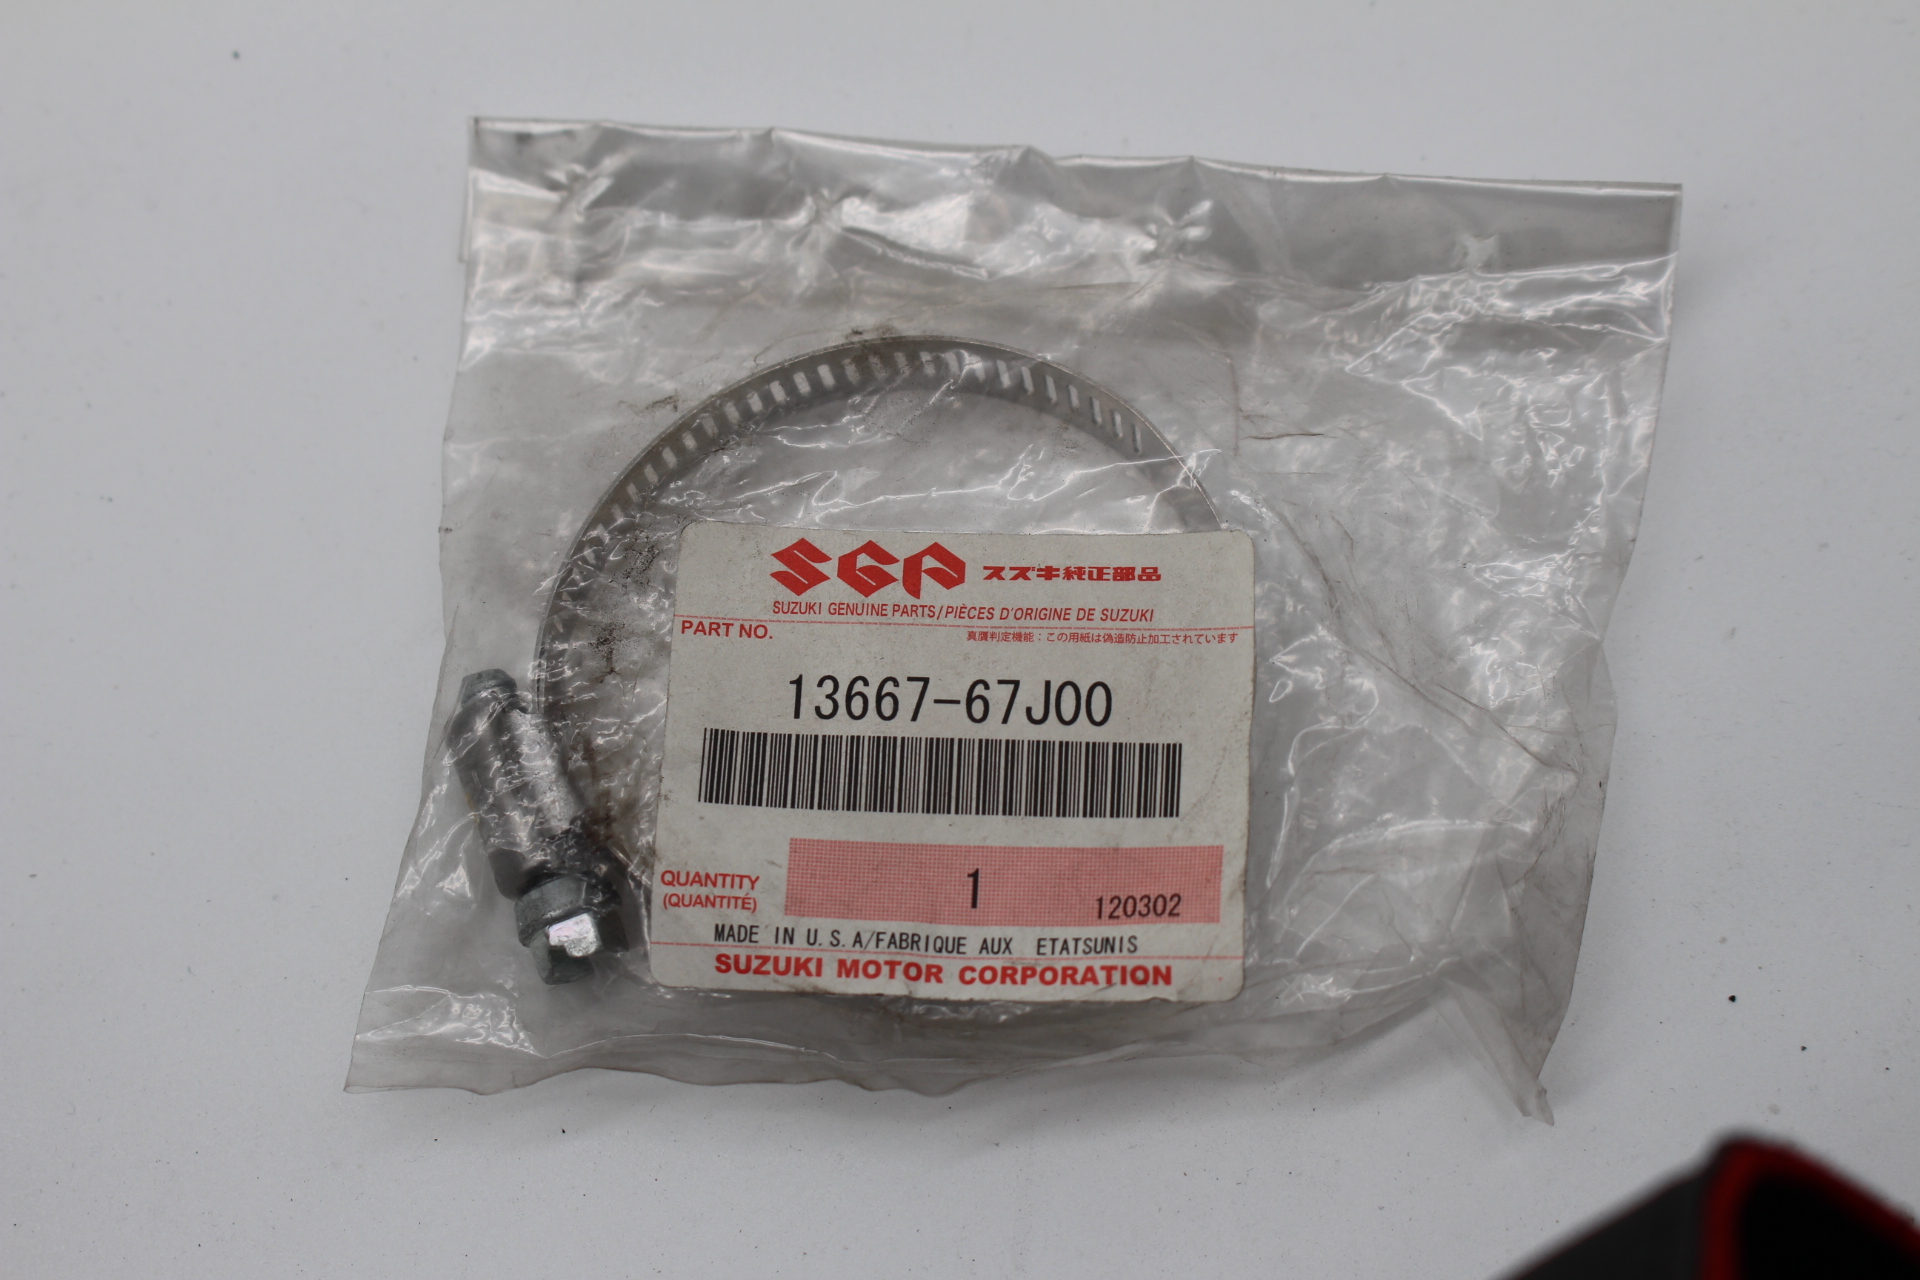 SGP スズキ純正部品
SUZUKI GENUINE PARTS/PIÈCES D'ORIGINE DE SUZUKI
PART NO. 真贋判定機能：この用紙は偽造防止加工されています
13667-67J00
QUANTITY 1 120302
(QUANTITÉ)
MADE IN U.S.A/FABRIQUE AUX ETATSUNIS
SUZUKI MOTOR CORPORATION